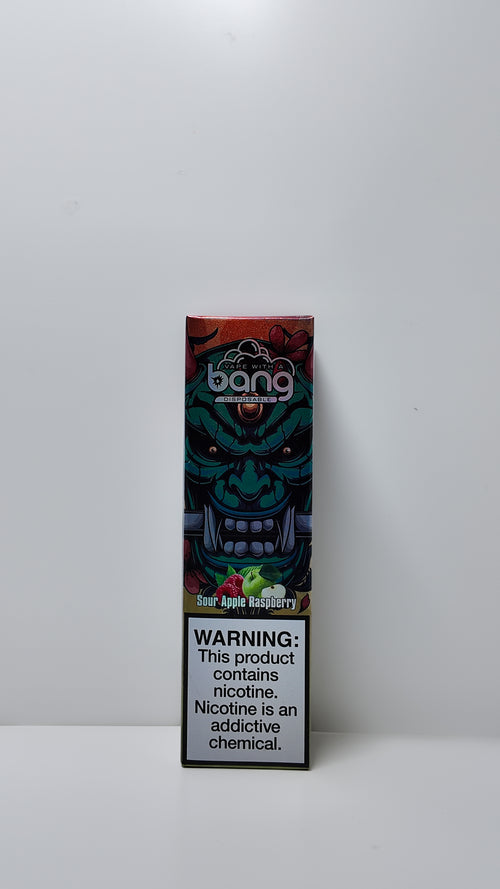 VAPE WITH A
bang
DISPOSABLE
Sour Apple Raspberry
WARNING:
This product
contains
nicotine.
Nicotine is an
addictive
chemical.